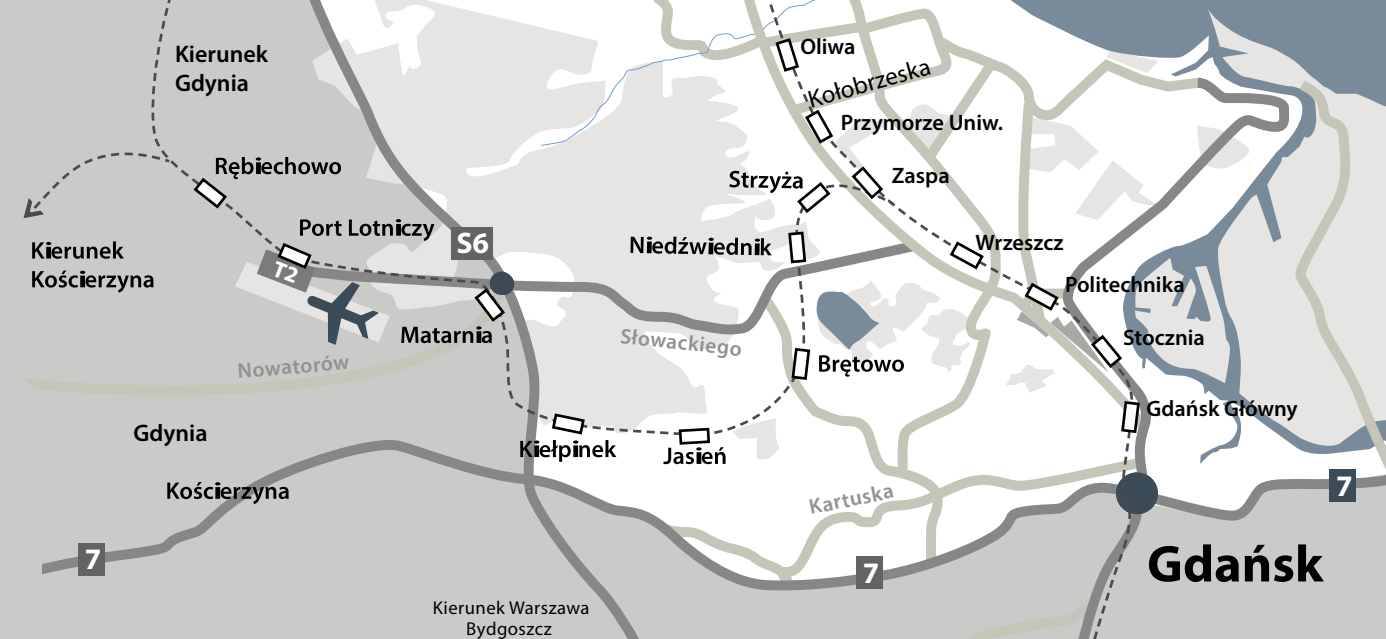 Oliwa
Kierunek
Gdynia
Kołobrzeska
Przymorze Uniw.
Rębiechowo
Strzyża
Zaspa
Port Lotniczy
S6
Niedźwiednik
Wrzeszcz
Kierunek
Kościerzyna
T2
Politechnika
Matarnia
Słowackiego
Stocznia
Nowatorów
Brętowo
Gdańsk Główny
Gdynia
Kiełpinek
Jasień
Kościerzyna
Kartuska
7
7
7
Gdańsk
Kierunek Warszawa
Bydgoszcz